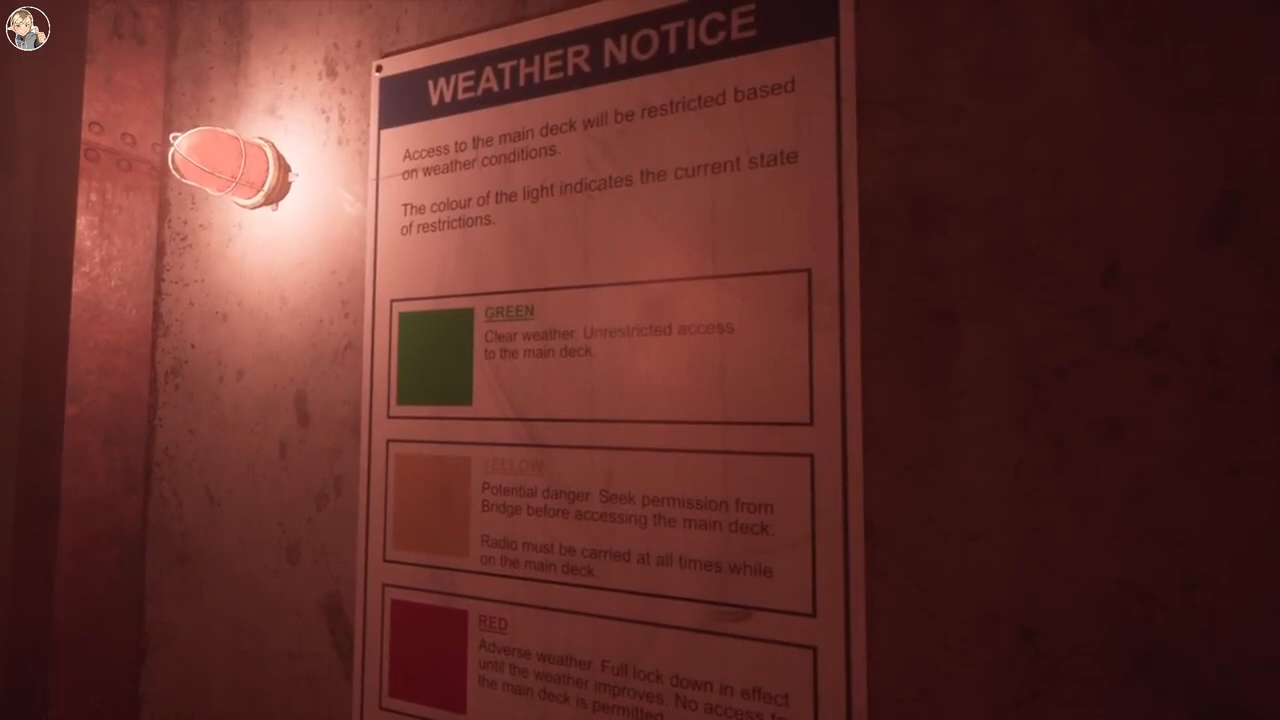 WEATHER NOTICE
Access to the main deck will be restricted based
on weather conditions.
The colour of the light indicates the current state
of restrictions.
GREEN
Clear weather. Unrestricted access
to the main deck.
YELLOW
Potential danger. Seek permission from
Bridge before accessing the main deck.
Radio must be carried at all times while
on the main deck.
RED
Adverse weather. Full lock down in effect
until the weather improves. No access to
the main deck is permitted.